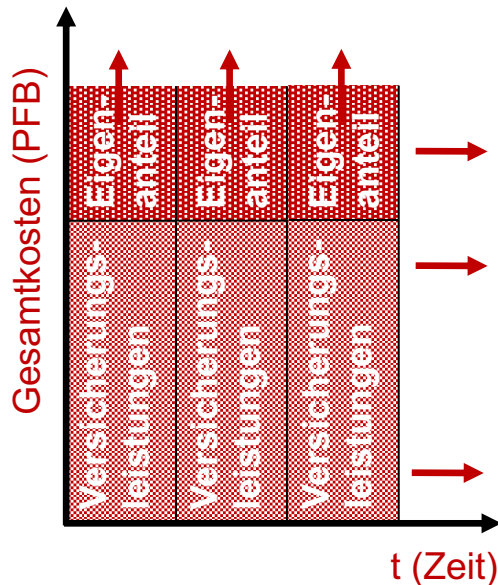 Gesamtkosten (PFB)
Eigen-
anteil
Eigen-
anteil
Eigen-
anteil
Versicherungs-
leistungen
Versicherungs-
leistungen
Versicherungs-
leistungen
t (Zeit)